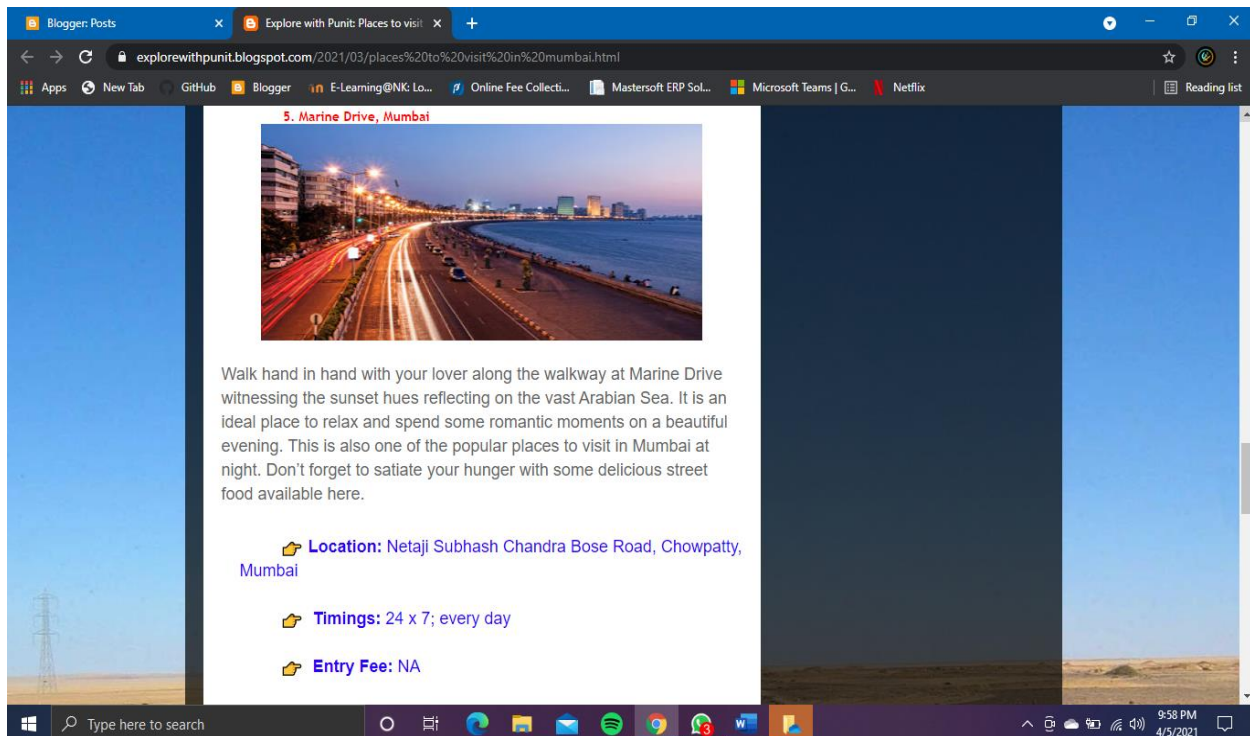 Blogger: Posts
Explore with Punit: Places to visit
explorewithpunit.blogspot.com/2021/03/places%20to%20visit%20in%20mumbai.html
Apps New Tab GitHub Blogger E-Learning@NK: Lo... Online Fee Collecti... Mastersoft ERP Sol... Microsoft Teams | G... Netflix Reading list
5. Marine Drive, Mumbai
Walk hand in hand with your lover along the walkway at Marine Drive
witnessing the sunset hues reflecting on the vast Arabian Sea. It is an
ideal place to relax and spend some romantic moments on a beautiful
evening. This is also one of the popular places to visit in Mumbai at
night. Don't forget to satiate your hunger with some delicious street
food available here.
👉 Location: Netaji Subhash Chandra Bose Road, Chowpatty,
Mumbai
👉 Timings: 24 x 7; every day
👉 Entry Fee: NA
Type here to search
3
9:58 PM
4/5/2021